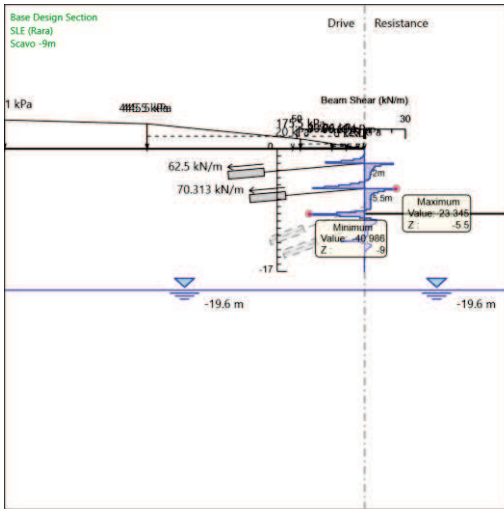 Base Design Section
SLE (Rara)
Scavo -9m
Drive
Resistance
Beam Shear (kN/m)
1 kPa
50
30
0
62.5 kN/m
70.313 kN/m
-2m
-5.5m
Maximum
Value: 23.345
Z : -5.5
Minimum
Value: -40.986
Z : -9
-17
-19.6 m
-19.6 m